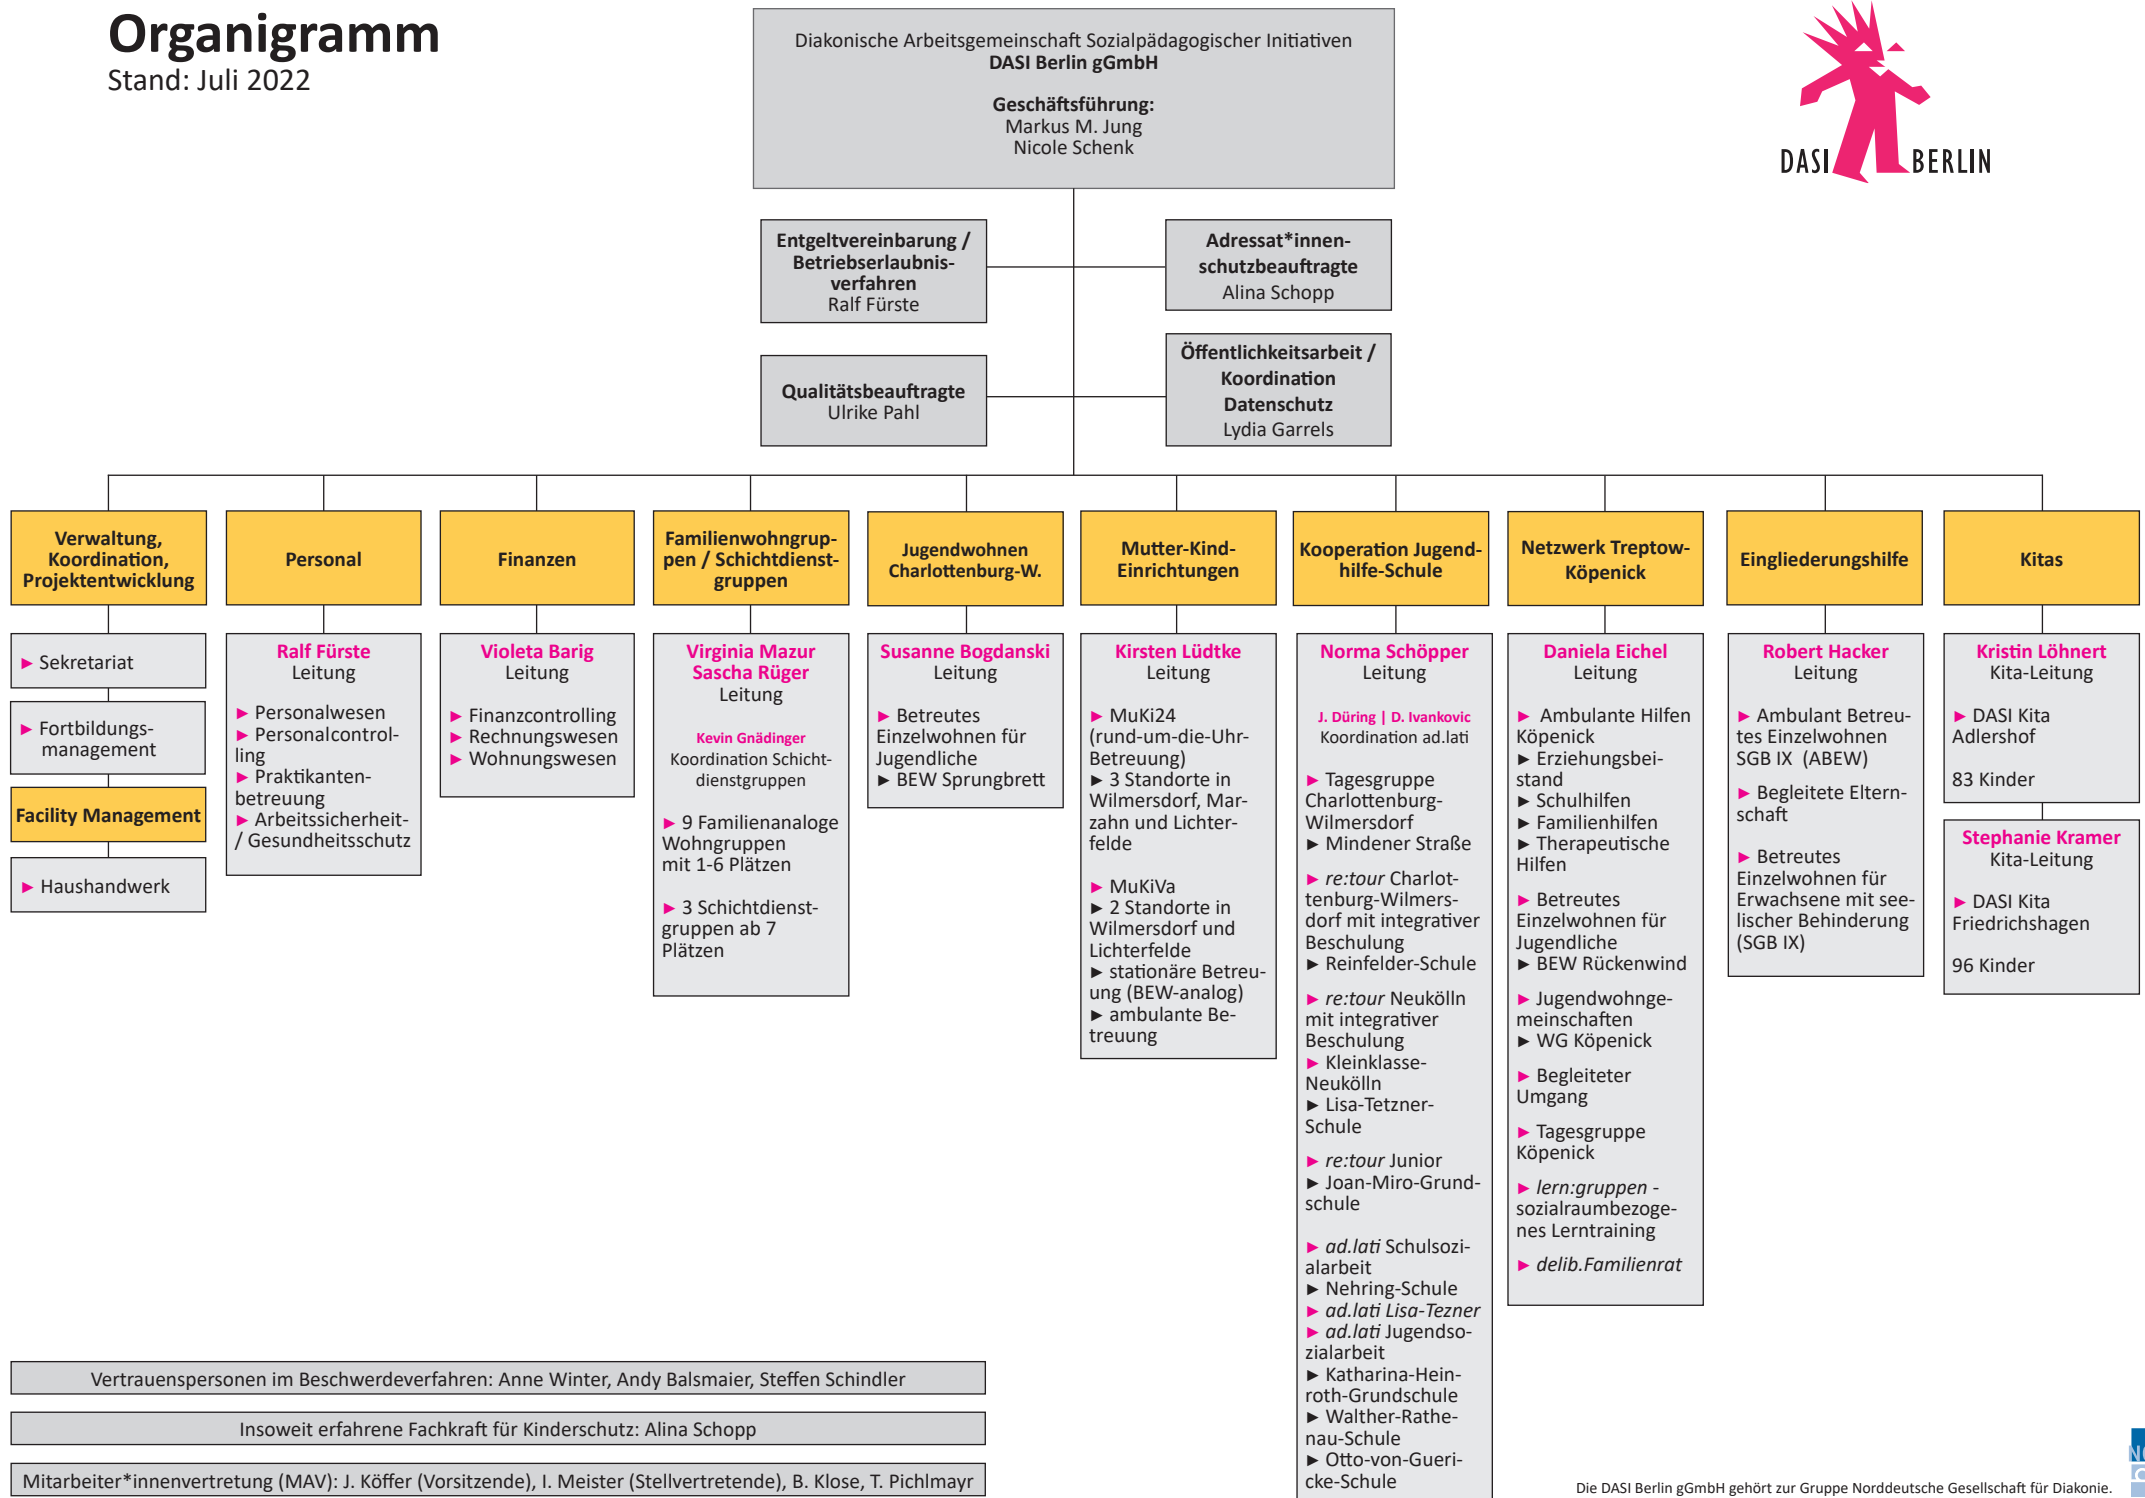 Organigramm
Stand: Juli 2022
Diakonische Arbeitsgemeinschaft Sozialpädagogischer Initiativen
DASI Berlin gGmbH
Geschäftsführung:
Markus M. Jung
Nicole Schenk
DASI BERLIN
Entgeltvereinbarung /
Betriebserlaubnis-
verfahren
Ralf Fürste
Adressat*innen-
schutzbeauftragte
Alina Schopp
Qualitätsbeauftragte
Ulrike Pahl
Öffentlichkeitsarbeit /
Koordination
Datenschutz
Lydia Garrels
Verwaltung,
Koordination,
Projektentwicklung
► Sekretariat
► Fortbildungs-
management
Facility Management
► Haushandwerk
Personal
Ralf Fürste
Leitung
► Personalwesen
► Personalcontrol-
ling
► Praktikanten-
betreuung
► Arbeitssicherheit-
/ Gesundheitsschutz
Finanzen
Violeta Barig
Leitung
► Finanzcontrolling
► Rechnungswesen
► Wohnungswesen
Familienwohngrup-
pen / Schichtdienst-
gruppen
Virginia Mazur
Sascha Rüger
Leitung
Kevin Gnädinger
Koordination Schicht-
dienstgruppen
► 9 Familienanaloge
Wohngruppen
mit 1-6 Plätzen
► 3 Schichtdienst-
gruppen ab 7
Plätzen
Jugendwohnen
Charlottenburg-W.
Susanne Bogdanski
Leitung
► Betreutes
Einzelwohnen für
Jugendliche
► BEW Sprungbrett
Mutter-Kind-
Einrichtungen
Kirsten Lüdtke
Leitung
► MuKi24
(rund-um-die-Uhr-
Betreuung)
► 3 Standorte in
Wilmersdorf, Mar-
zahn und Lichter-
felde
► MuKiVa
► 2 Standorte in
Wilmersdorf und
Lichterfelde
► stationäre Betreu-
ung (BEW-analog)
► ambulante Be-
treuung
Kooperation Jugend-
hilfe-Schule
Norma Schöpper
Leitung
J. Düring | D. Ivankovic
Koordination ad.lati
► Tagesgruppe
Charlottenburg-
Wilmersdorf
► Mindener Straße
► re:tour Charlot-
tenburg-Wilmers-
dorf mit integrativer
Beschulung
► Reinfelder-Schule
► re:tour Neukölln
mit integrativer
Beschulung
► Kleinklasse-
Neukölln
► Lisa-Tetzner-
Schule
► re:tour Junior
► Joan-Miro-Grund-
schule
► ad.lati Schulsozi-
alarbeit
► Nehring-Schule
► ad.lati Lisa-Tezner
► ad.lati Jugendso-
zialarbeit
► Katharina-Hein-
roth-Grundschule
► Walther-Rathe-
nau-Schule
► Otto-von-Gueri-
cke-Schule
Netzwerk Treptow-
Köpenick
Daniela Eichel
Leitung
► Ambulante Hilfen
Köpenick
► Erziehungsbei-
stand
► Schulhilfen
► Familienhilfen
► Therapeutische
Hilfen
► Betreutes
Einzelwohnen für
Jugendliche
► BEW Rückenwind
► Jugendwohnge-
meinschaften
► WG Köpenick
► Begleiteter
Umgang
► Tagesgruppe
Köpenick
► lern:gruppen -
sozialraumbezoge-
nes Lerntraining
► delib.Familienrat
Eingliederungshilfe
Robert Hacker
Leitung
► Ambulant Betreu-
tes Einzelwohnen
SGB IX (ABEW)
► Begleitete Eltern-
schaft
► Betreutes
Einzelwohnen für
Erwachsene mit see-
lischer Behinderung
(SGB IX)
Kitas
Kristin Löhnert
Kita-Leitung
► DASI Kita
Adlershof
83 Kinder
Stephanie Kramer
Kita-Leitung
► DASI Kita
Friedrichshagen
96 Kinder
Vertrauenspersonen im Beschwerdeverfahren: Anne Winter, Andy Balsmaier, Steffen Schindler
Insoweit erfahrene Fachkraft für Kinderschutz: Alina Schopp
Mitarbeiter*innenvertretung (MAV): J. Köffer (Vorsitzende), I. Meister (Stellvertretende), B. Klose, T. Pichlmayr
Die DASI Berlin gGmbH gehört zur Gruppe Norddeutsche Gesellschaft für Diakonie.